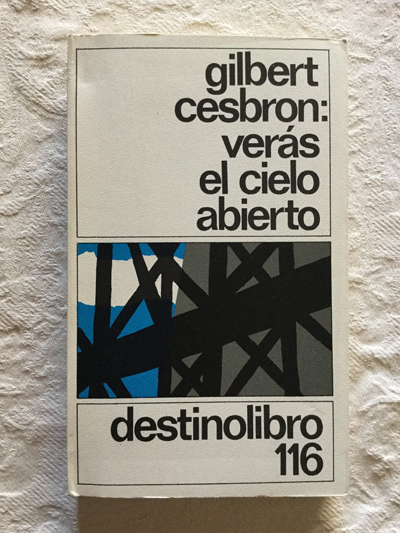 gilbert
cesbron:
verás
el cielo
abierto
destinolibro
116